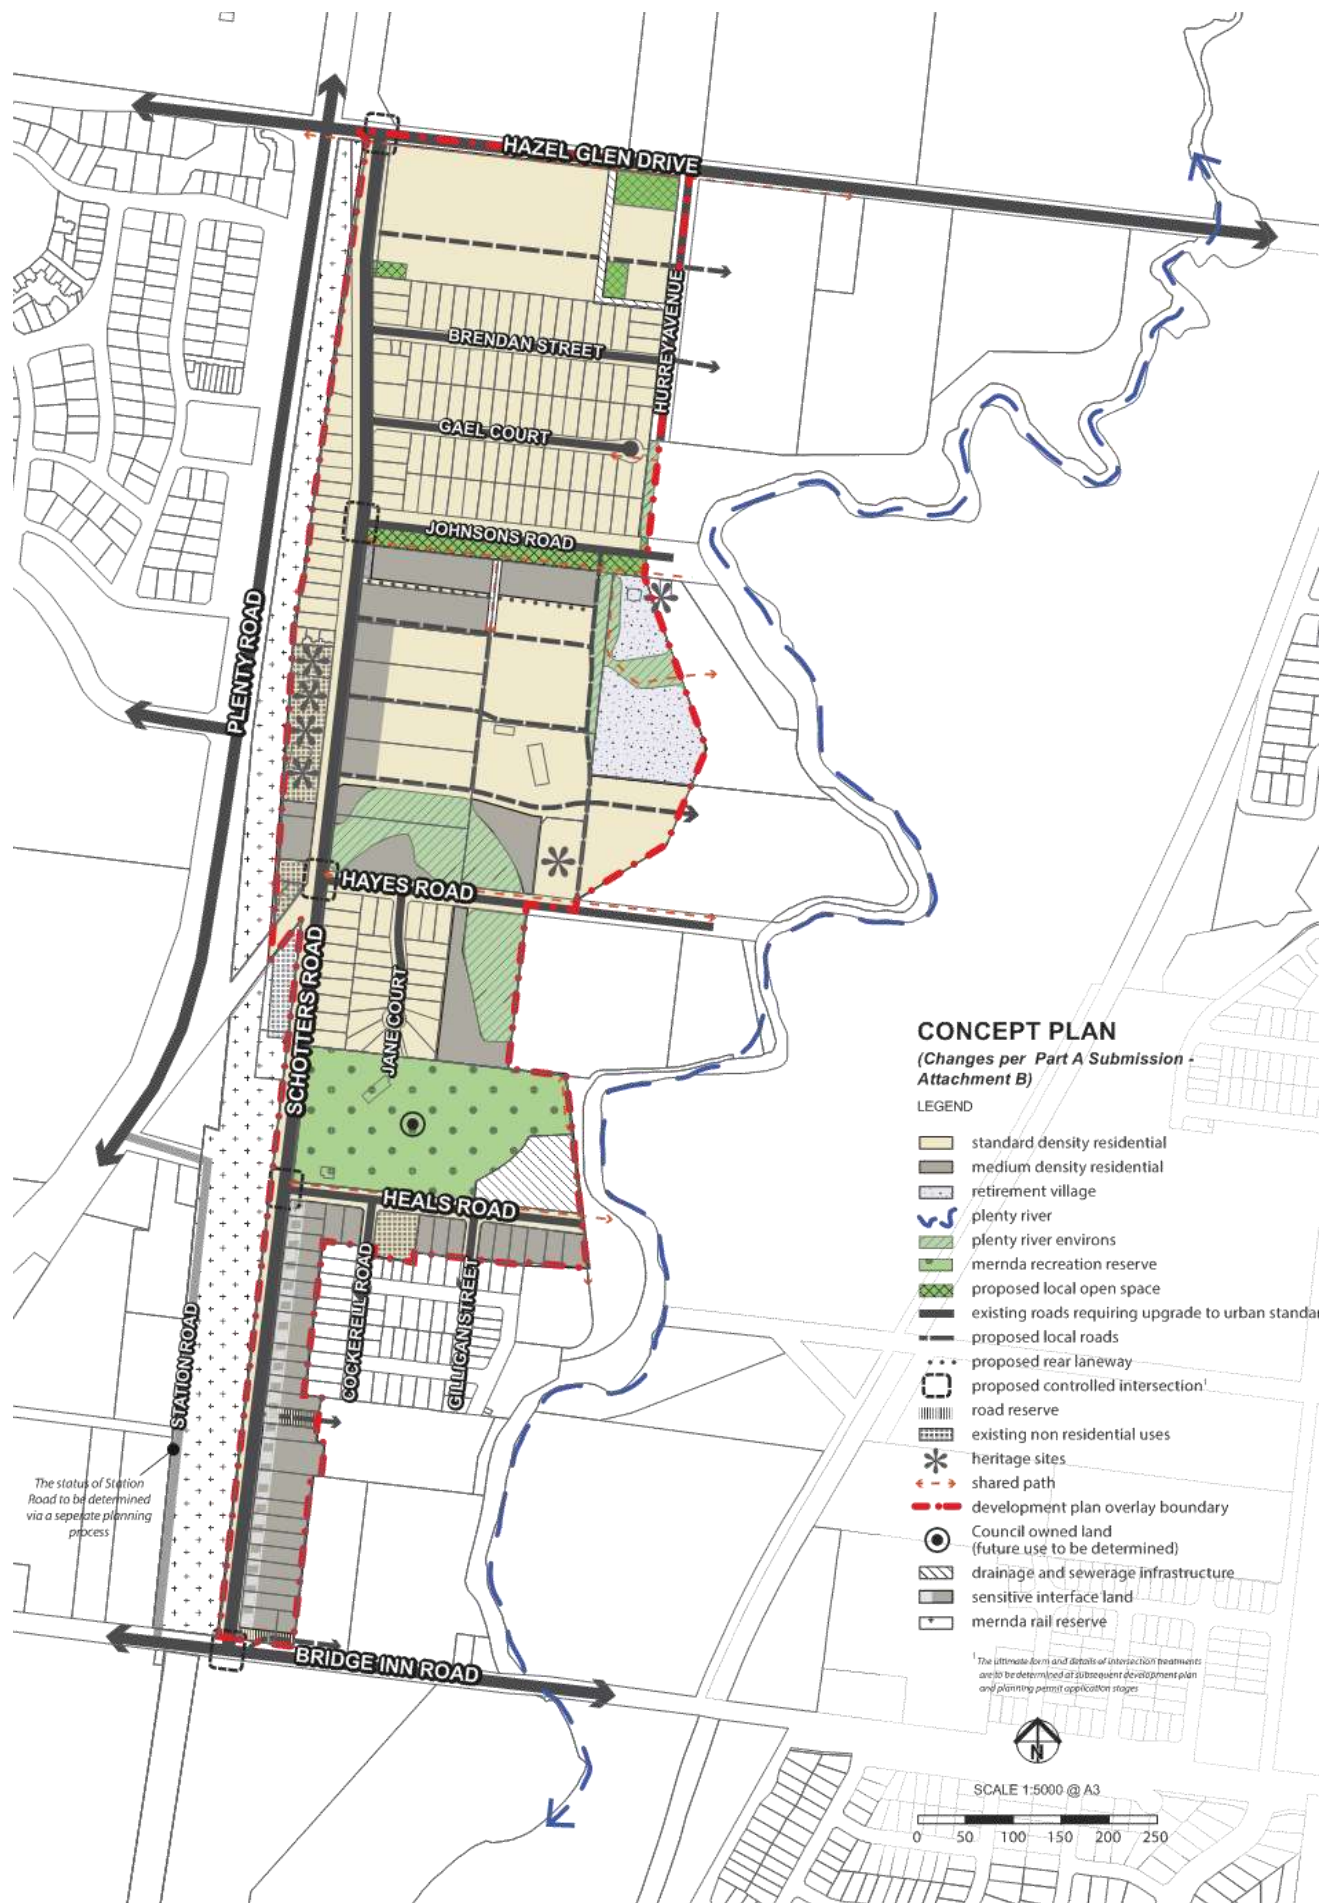 HAZEL GLEN DRIVE
HURREY AVENUE
BRENDAN STREET
GAEL COURT
JOHNSONS ROAD
PLENTY ROAD
HAYES ROAD
SCHOTTERS ROAD
JANE COURT
HEALS ROAD
COCKERELL ROAD
GILLIGAN STREET
STATION ROAD
The status of Station
Road to be determined
via a seperate planning
process
BRIDGE INN ROAD
CONCEPT PLAN
(Changes per Part A Submission -
Attachment B)
LEGEND
standard density residential
medium density residential
retirement village
plenty river
plenty river environs
mernda recreation reserve
proposed local open space
existing roads requiring upgrade to urban standar
proposed local roads
proposed rear laneway
proposed controlled intersection¹
road reserve
existing non residential uses
heritage sites
shared path
development plan overlay boundary
Council owned land
(future use to be determined)
drainage and sewerage infrastructure
sensitive interface land
mernda rail reserve
¹ The ultimate form and details of intersection treatments
are to be determined at subsequent development plan
and planning permit application stages
N
SCALE 1:5000 @ A3
0 50 100 150 200 250